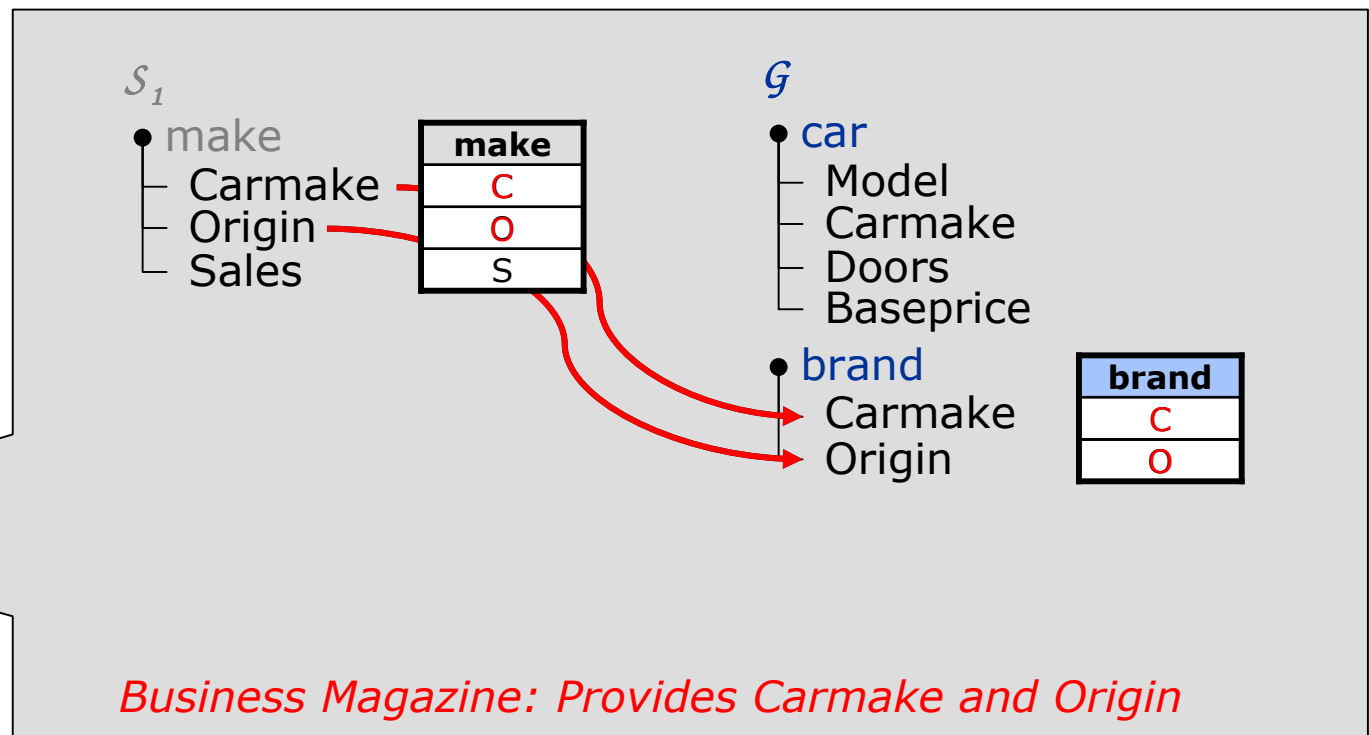 S1
make
Carmake
Origin
Sales
make
C
O
S
G
car
Model
Carmake
Doors
Baseprice
brand
Carmake
Origin
brand
C
O
Business Magazine: Provides Carmake and Origin